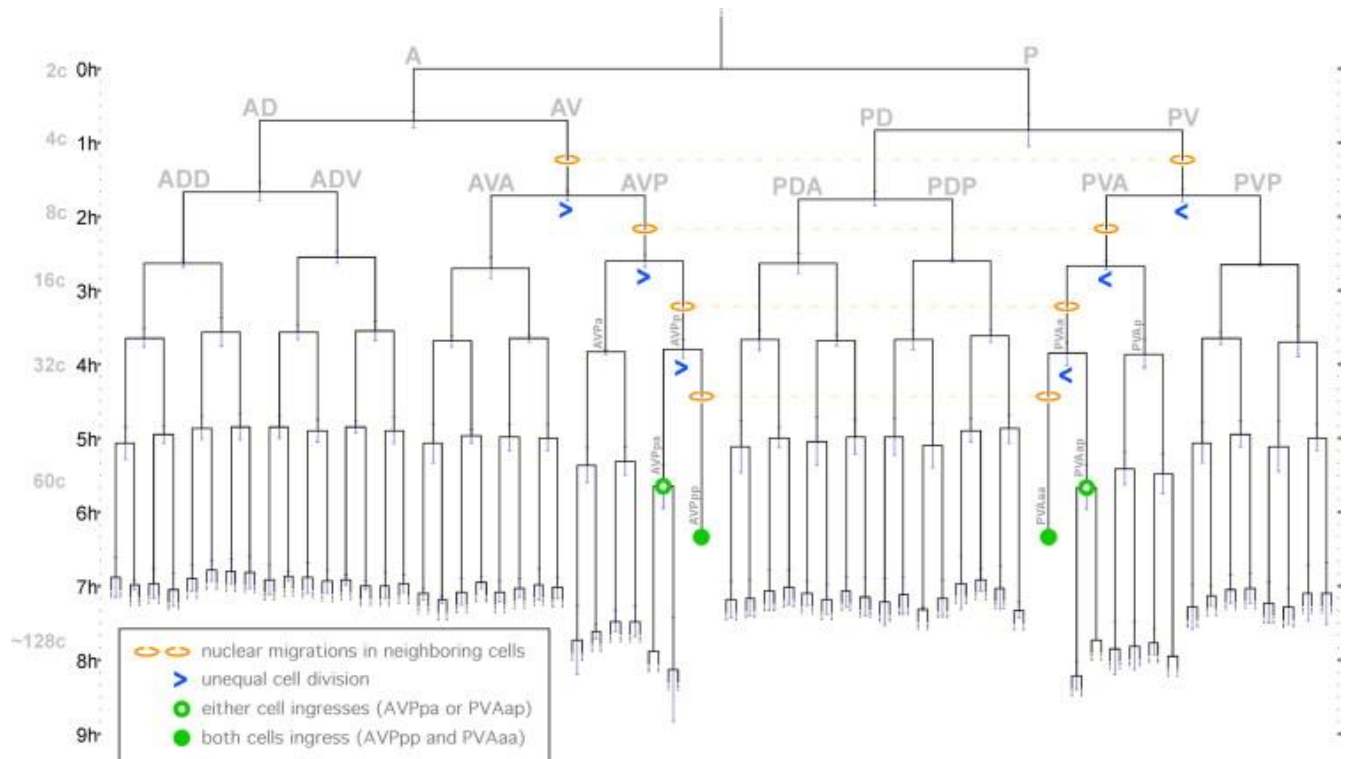 A P
2c 0h
AD AV PD PV
4c 1h
ADD ADV AVA AVP PDA PDP PVA PVP
8c 2h
> <
16c > <
3h
AVPa AVPp PVAa PVAp
32c 4h
> <
5h
AVPpa PVAap
60c
AVPpp PVAaa
6h
7h
~128c
8h
9h
nuclear migrations in neighboring cells
> unequal cell division
either cell ingresses (AVPpa or PVAap)
both cells ingress (AVPpp and PVAaa)